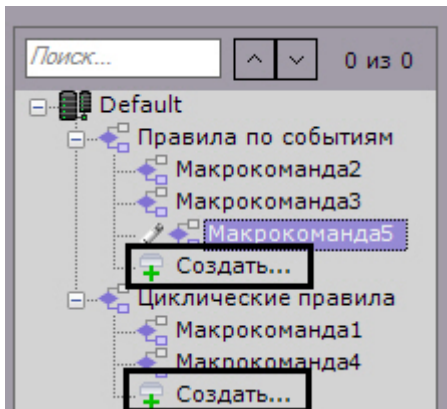 Поиск...
0 из 0
Default
Правила по событиям
Макрокоманда2
Макрокоманда3
Макрокоманда5
Создать...
Циклические правила
Макрокоманда1
Макрокоманда4
Создать...